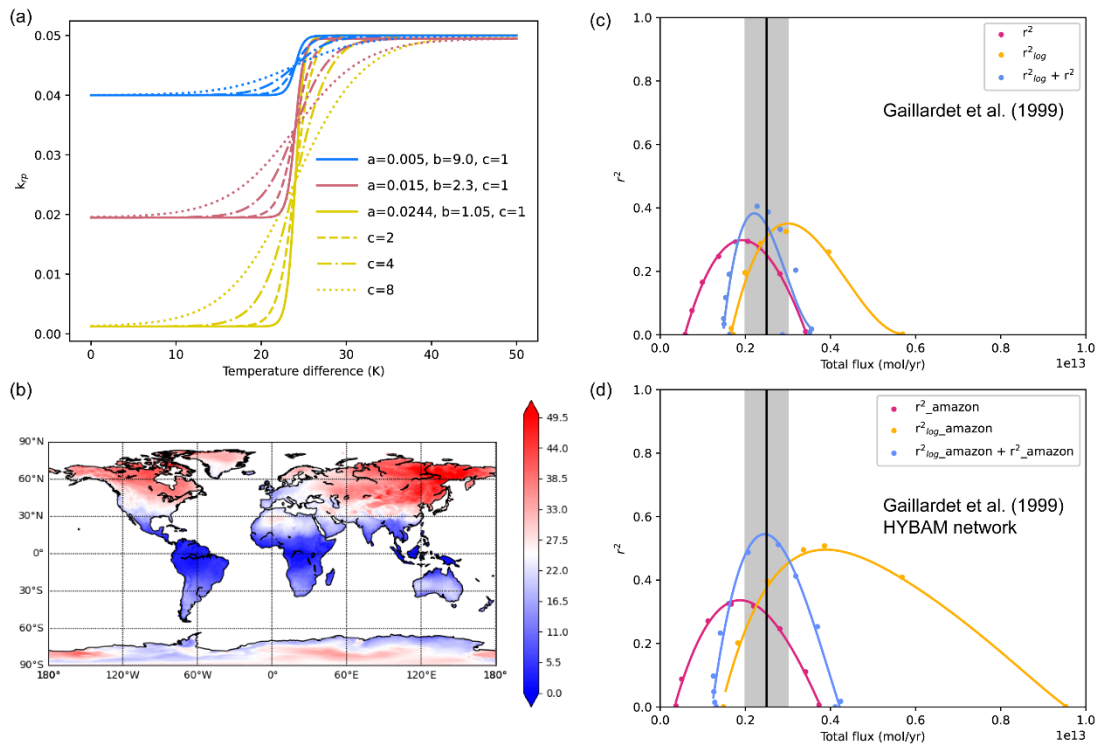 (a)
0.05
0.04
0.03
0.02
0.01
0.00
k_rp
a=0.005, b=9.0, c=1
a=0.015, b=2.3, c=1
a=0.0244, b=1.05, c=1
c=2
c=4
c=8
0 10 20 30 40 50
Temperature difference (K)
(b)
90°N
60°N
30°N
0°
30°S
60°S
90°S
180° 120°W 60°W 0° 60°E 120°E 180°
49.5
44.0
38.5
33.0
27.5
22.0
16.5
11.0
5.5
0.0
(c)
1.0
0.8
0.6
0.4
0.2
0.0
r²
r²
r²log
r²log + r²
Gaillardet et al. (1999)
0.0 0.2 0.4 0.6 0.8 1.0
Total flux (mol/yr) 1e13
(d)
1.0
0.8
0.6
0.4
0.2
0.0
r²
r²_amazon
r²log_amazon
r²log_amazon + r²_amazon
Gaillardet et al. (1999)
HYBAM network
0.0 0.2 0.4 0.6 0.8 1.0
Total flux (mol/yr) 1e13